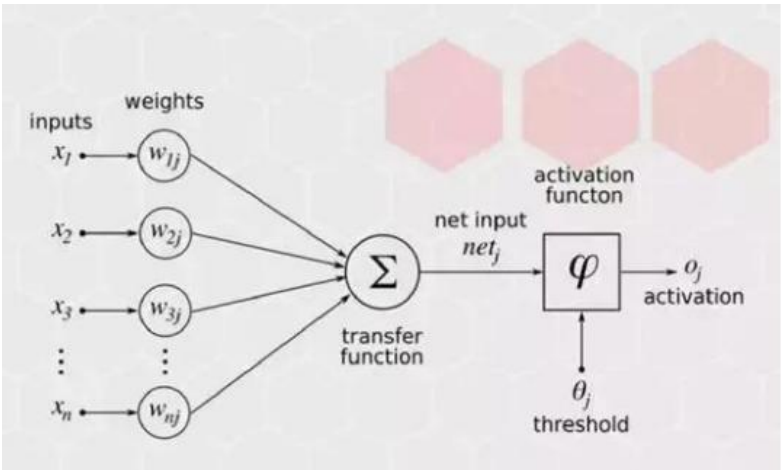 weights
inputs
x₁
w₁ⱼ
x₂
w₂ⱼ
x₃
w₃ⱼ
⋮ ⋮
xₙ
wₙⱼ
Σ
transfer
function
net input
netⱼ
activation
functon
φ
oⱼ
activation
θⱼ
threshold